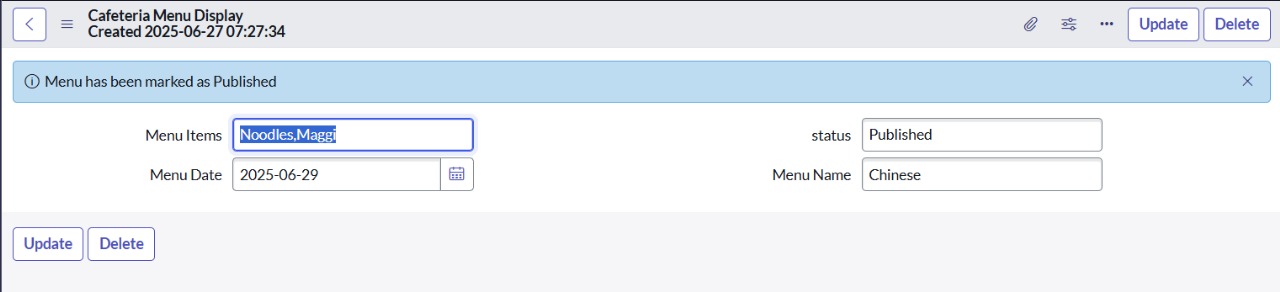 Cafeteria Menu Display
Created 2025-06-27 07:27:34
Update
Delete
Menu has been marked as Published
Menu Items
Noodles,Maggi
status
Published
Menu Date
2025-06-29
Menu Name
Chinese
Update
Delete